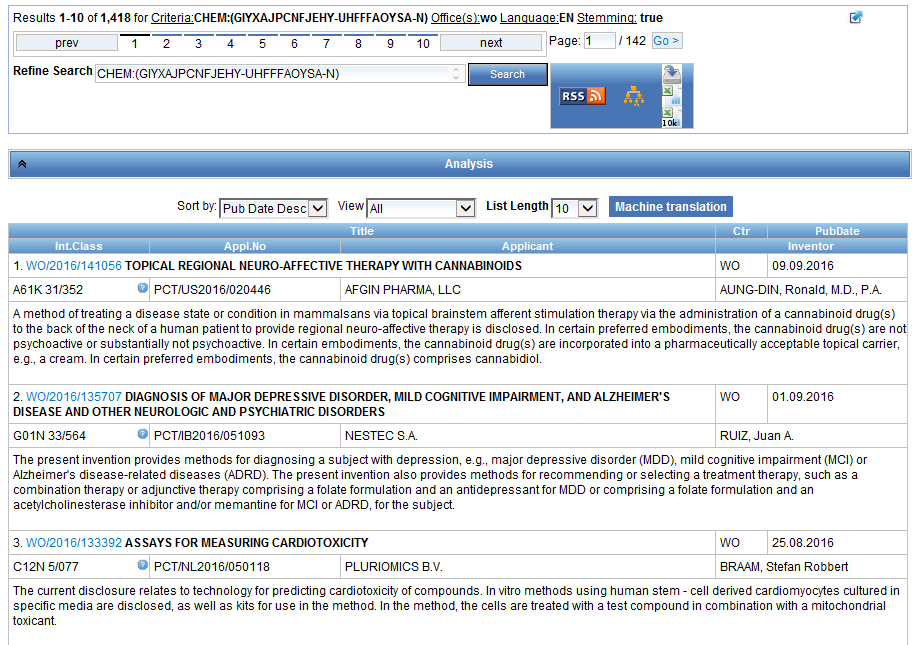 Results 1-10 of 1,418 for Criteria:CHEM:(GIYXAJPCNFJEHY-UHFFFAOYSA-N) Office(s):wo Language:EN Stemming: true
prev 1 2 3 4 5 6 7 8 9 10 next Page: 1 / 142 Go >
Refine Search CHEM:(GIYXAJPCNFJEHY-UHFFFAOYSA-N) Search
RSS
10k
Analysis
Sort by: Pub Date Desc View All List Length 10 Machine translation
Title Ctr PubDate
Int.Class Appl.No Applicant Inventor
1. WO/2016/141056 TOPICAL REGIONAL NEURO-AFFECTIVE THERAPY WITH CANNABINOIDS WO 09.09.2016
A61K 31/352 PCT/US2016/020446 AFGIN PHARMA, LLC AUNG-DIN, Ronald, M.D., P.A.
A method of treating a disease state or condition in mammalsans via topical brainstem afferent stimulation therapy via the administration of a cannabinoid drug(s)
to the back of the neck of a human patient to provide regional neuro-affective therapy is disclosed. In certain preferred embodiments, the cannabinoid drug(s) are not
psychoactive or substantially not psychoactive. In certain embodiments, the cannabinoid drug(s) are incorporated into a pharmaceutically acceptable topical carrier,
e.g., a cream. In certain preferred embodiments, the cannabinoid drug(s) comprises cannabidiol.
2. WO/2016/135707 DIAGNOSIS OF MAJOR DEPRESSIVE DISORDER, MILD COGNITIVE IMPAIRMENT, AND ALZHEIMER'S WO 01.09.2016
DISEASE AND OTHER NEUROLOGIC AND PSYCHIATRIC DISORDERS
G01N 33/564 PCT/IB2016/051093 NESTEC S.A. RUIZ, Juan A.
The present invention provides methods for diagnosing a subject with depression, e.g., major depressive disorder (MDD), mild cognitive impairment (MCI) or
Alzheimer's disease-related diseases (ADRD). The present invention also provides methods for recommending or selecting a treatment therapy, such as a
combination therapy or adjunctive therapy comprising a folate formulation and an antidepressant for MDD or comprising a folate formulation and an
acetylcholinesterase inhibitor and/or memantine for MCI or ADRD, for the subject.
3. WO/2016/133392 ASSAYS FOR MEASURING CARDIOTOXICITY WO 25.08.2016
C12N 5/077 PCT/NL2016/050118 PLURIOMICS B.V. BRAAM, Stefan Robbert
The current disclosure relates to technology for predicting cardiotoxicity of compounds. In vitro methods using human stem - cell derived cardiomyocytes cultured in
specific media are disclosed, as well as kits for use in the method. In the method, the cells are treated with a test compound in combination with a mitochondrial
toxicant.